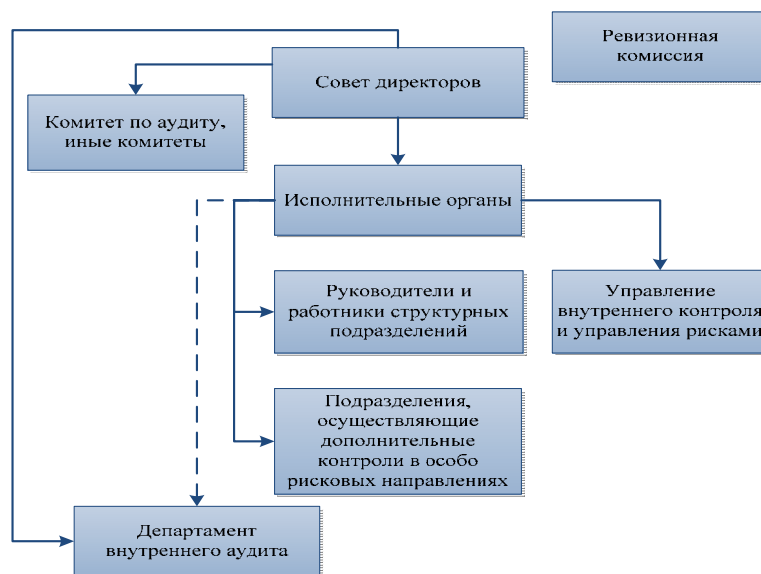 Ревизионная
комиссия
Совет директоров
Комитет по аудиту,
иные комитеты
Исполнительные органы
Руководители и
работники структурных
подразделений
Управление
внутреннего контроля
и управления рисками
Подразделения,
осуществляющие
дополнительные
контроли в особо
рисковых направлениях
Департамент
внутреннего аудита